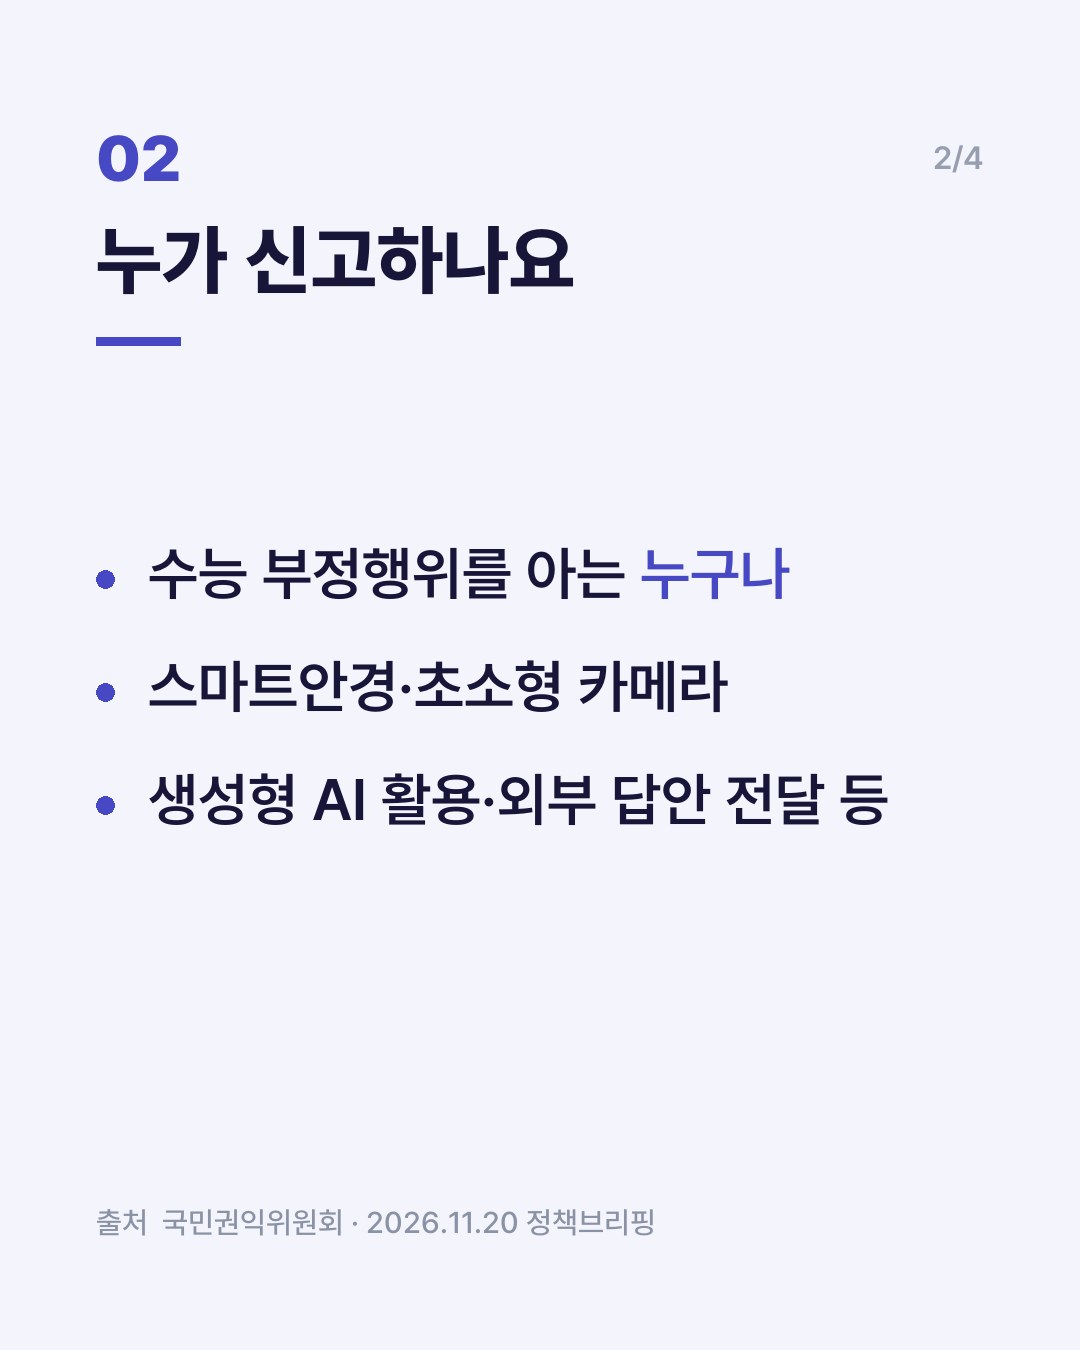 02
2/4
누가 신고하나요
수능 부정행위를 아는 누구나
스마트안경·초소형 카메라
생성형 AI 활용·외부 답안 전달 등
출처 국민권익위원회 · 2026.11.20 정책브리핑